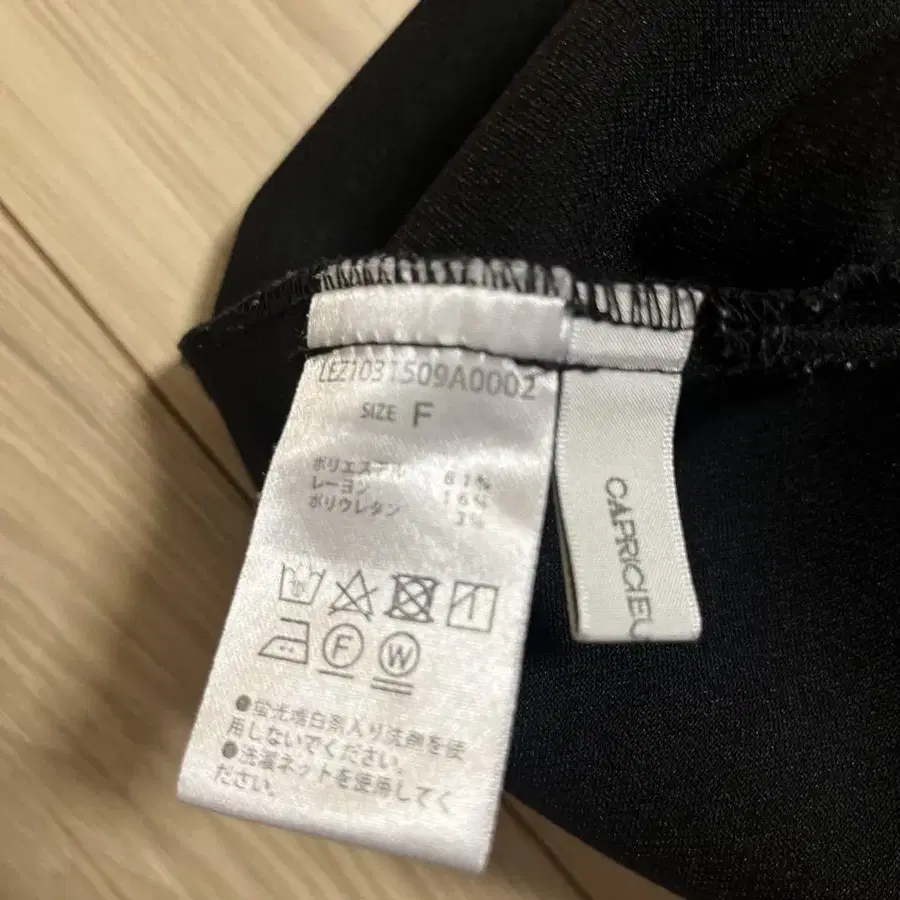 LEZ1031509A0002
SIZE F
ポリエステル 81%
レーヨン 16%
ポリウレタン 3%
F W
●蛍光増白剤入り洗剤を使
用しないでください。
●洗濯ネットを使用してく
ださい。
CAPRICIEU